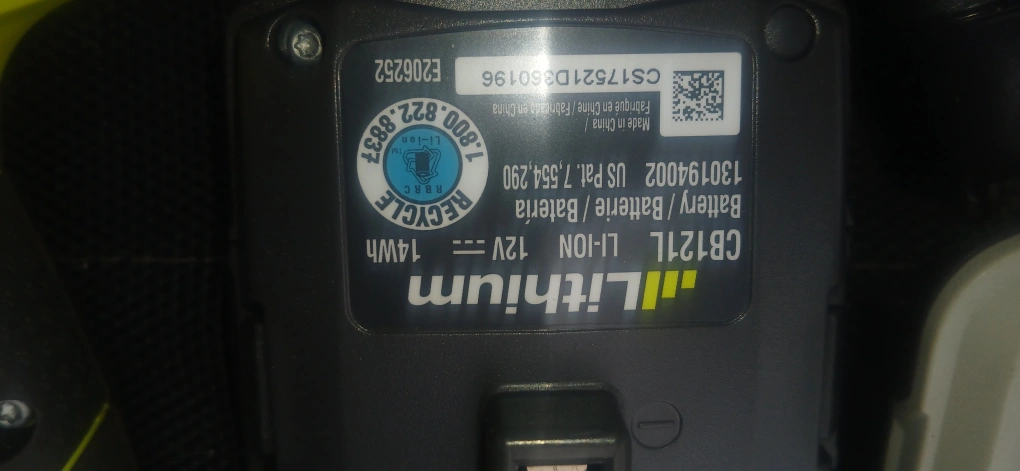 Lithium
CB121L LI-ION 12V 14Wh
Battery / Batterie / Batería
130194002 US Pat. 7,554,290
Made in China /
Fabriqué en Chine / Fabricado en China
CS17521D360196
E206252
RECYCLE
RBRC
TM
Li-Ion
1.800.822.8837